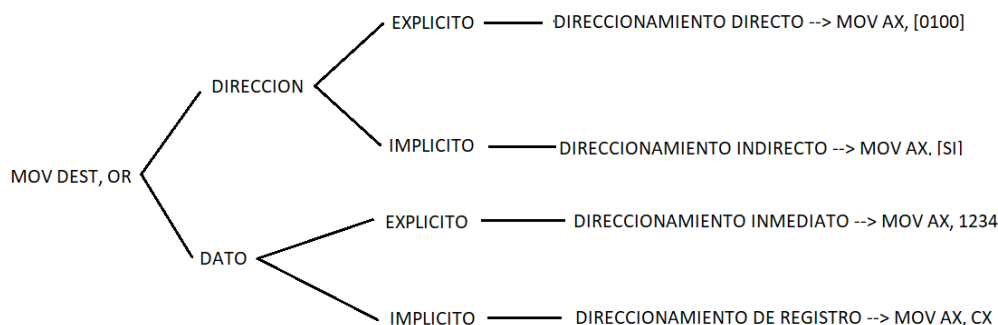 EXPLICITO DIRECCIONAMIENTO DIRECTO --> MOV AX, [0100]
DIRECCION
IMPLICITO DIRECCIONAMIENTO INDIRECTO --> MOV AX, [SI]
MOV DEST, OR
EXPLICITO DIRECCIONAMIENTO INMEDIATO --> MOV AX, 1234
DATO
IMPLICITO DIRECCIONAMIENTO DE REGISTRO --> MOV AX, CX